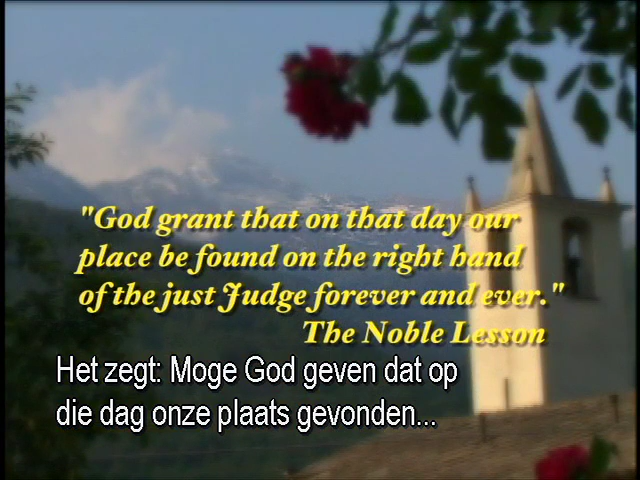 "God grant that on that day our
place be found on the right hand
of the just Judge forever and ever."
The Noble Lesson
Het zegt: Moge God geven dat op
die dag onze plaats gevonden...